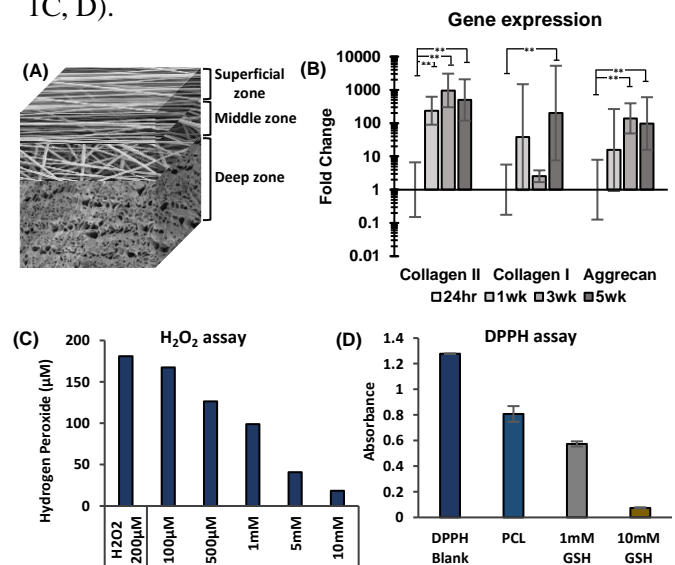 1C, D).
Gene expression
(A)
Superficial
zone
Middle zone
Deep zone
(B)
Fold Change
10000
1000
100
10
1
0.1
0.01
**
**
**
**
**
**
Collagen II Collagen I Aggrecan
24hr 1wk 3wk 5wk
(C)
H2O2 assay
Hydrogen Peroxide (µM)
200
150
100
50
0
H2O2
200µM
100µM
500µM
1mM
5mM
10mM
(D)
DPPH assay
Absorbance
1.4
1.2
1
0.8
0.6
0.4
0.2
0
DPPH
Blank
PCL
1mM
GSH
10mM
GSH